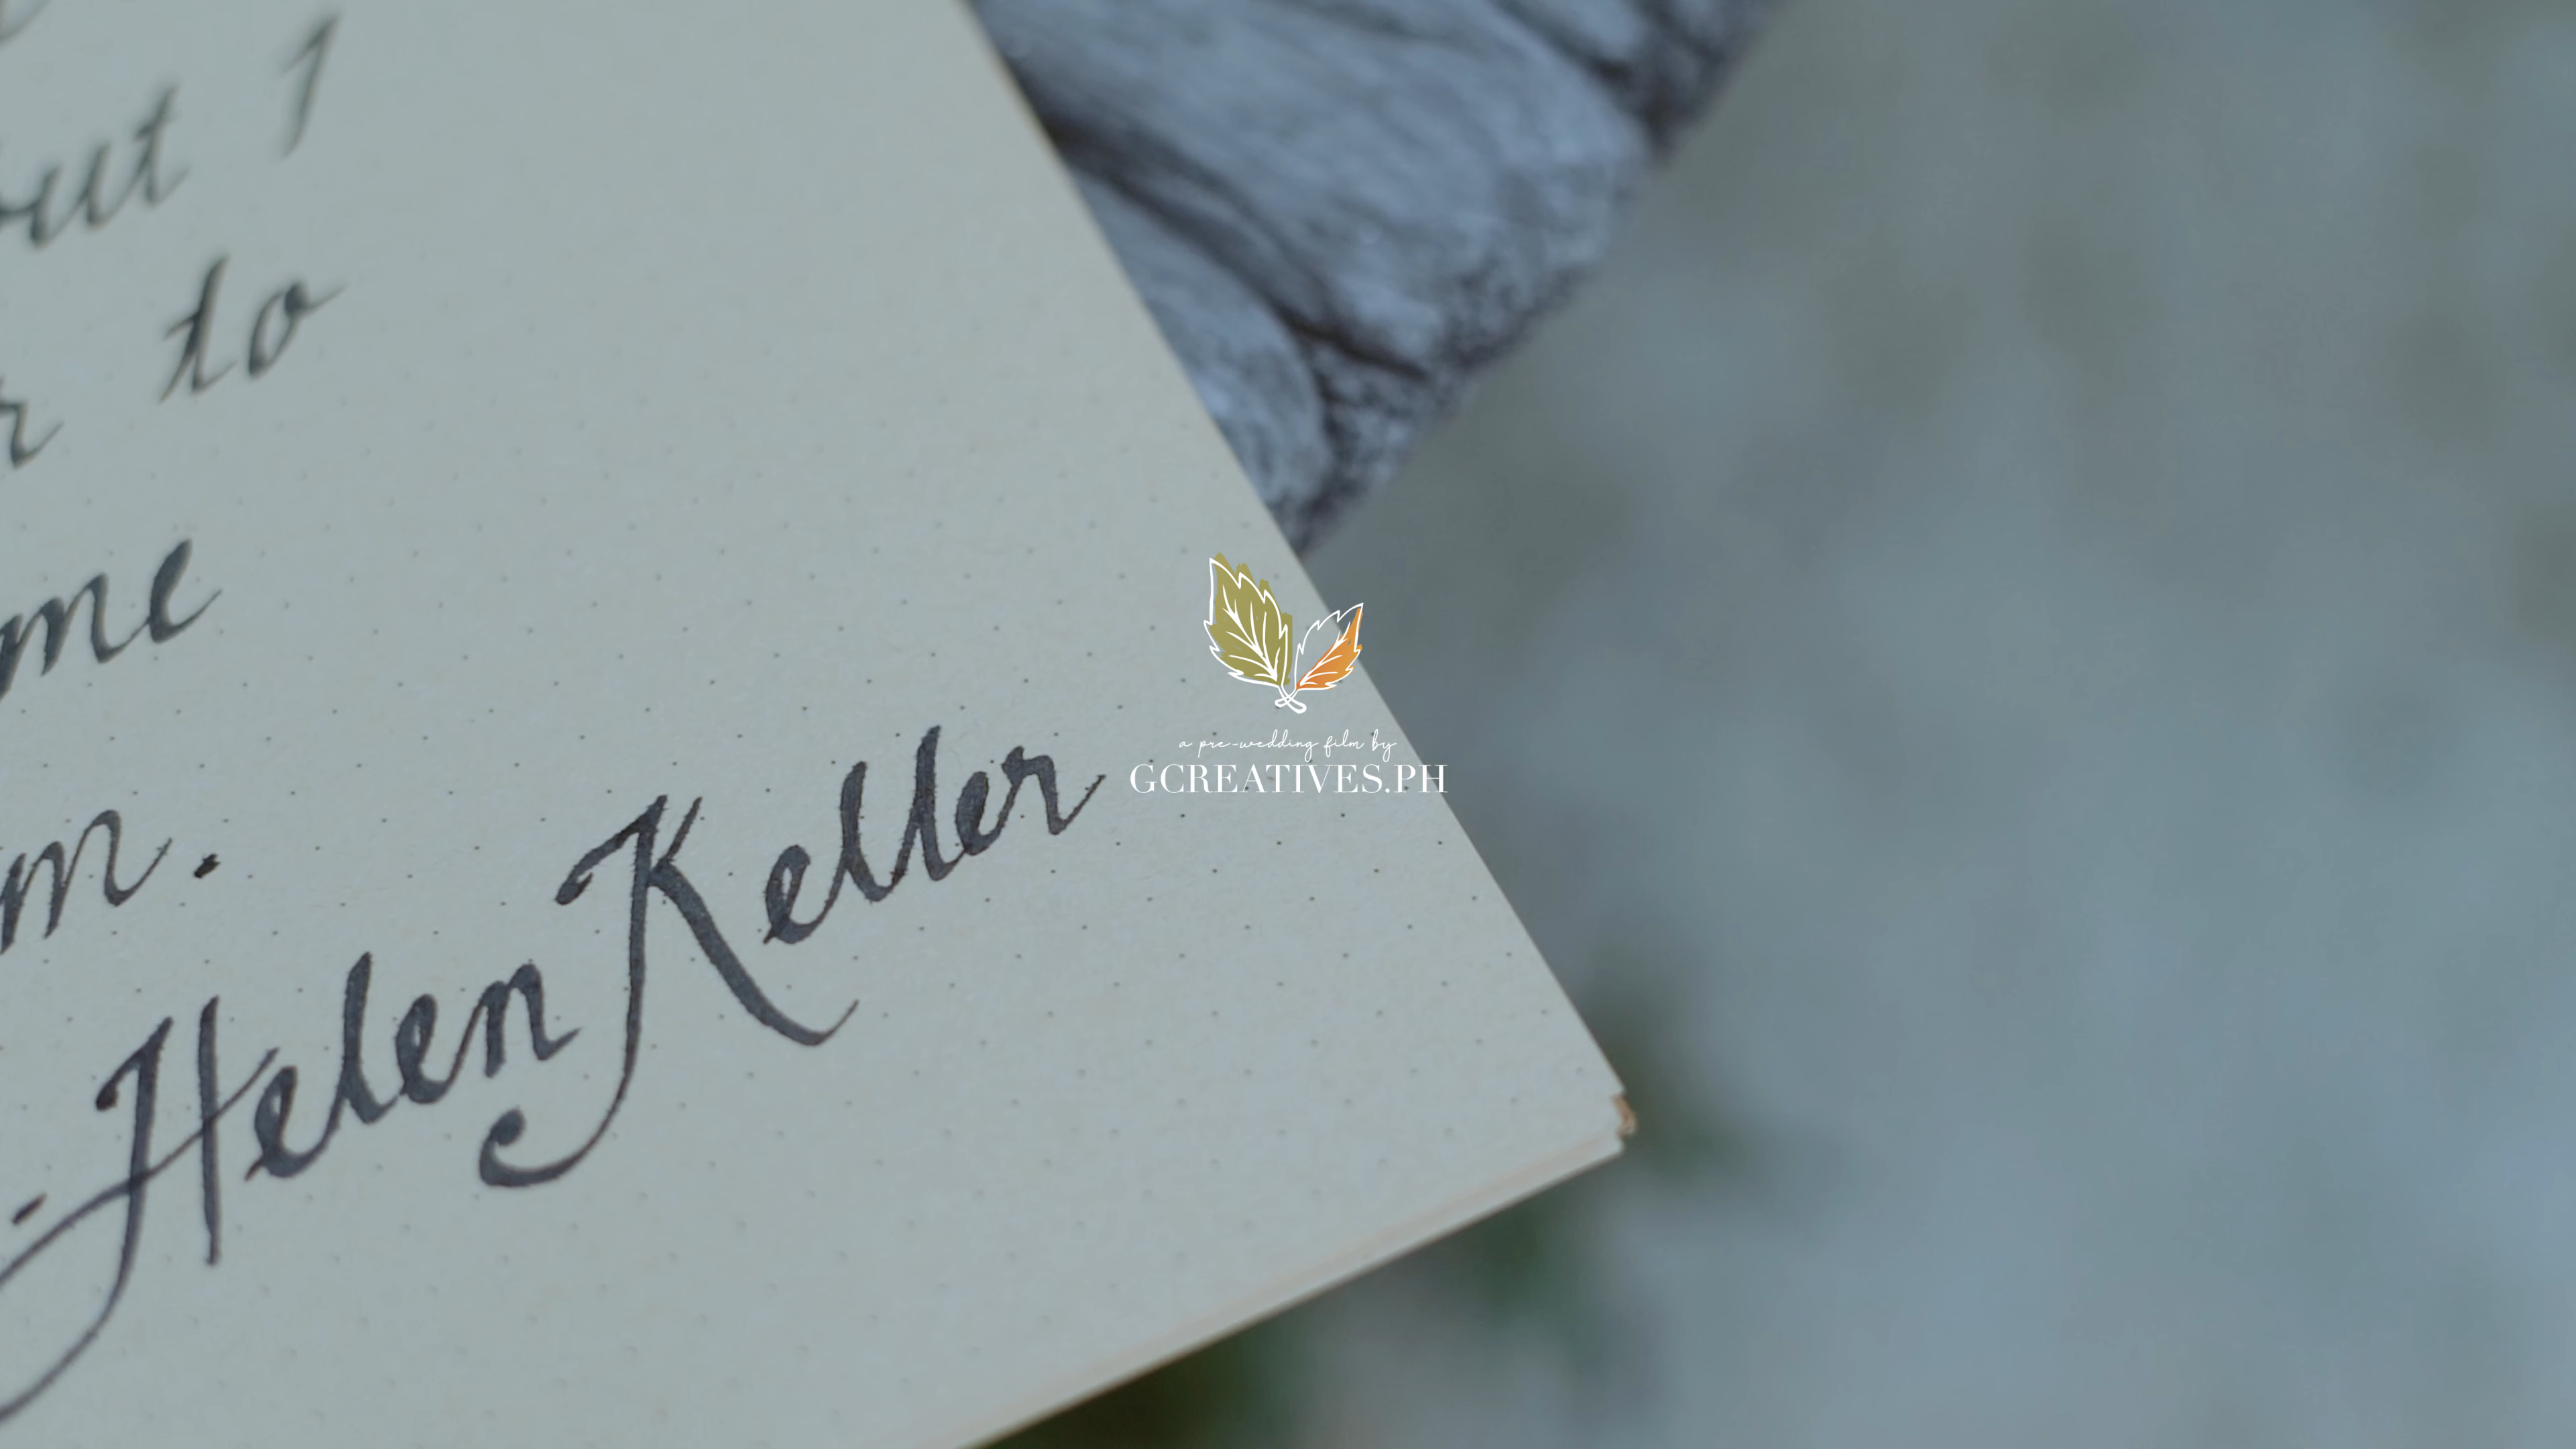 but I
to
me
m.
- Helen Keller
a pre-wedding film by
GCREATIVES.PH